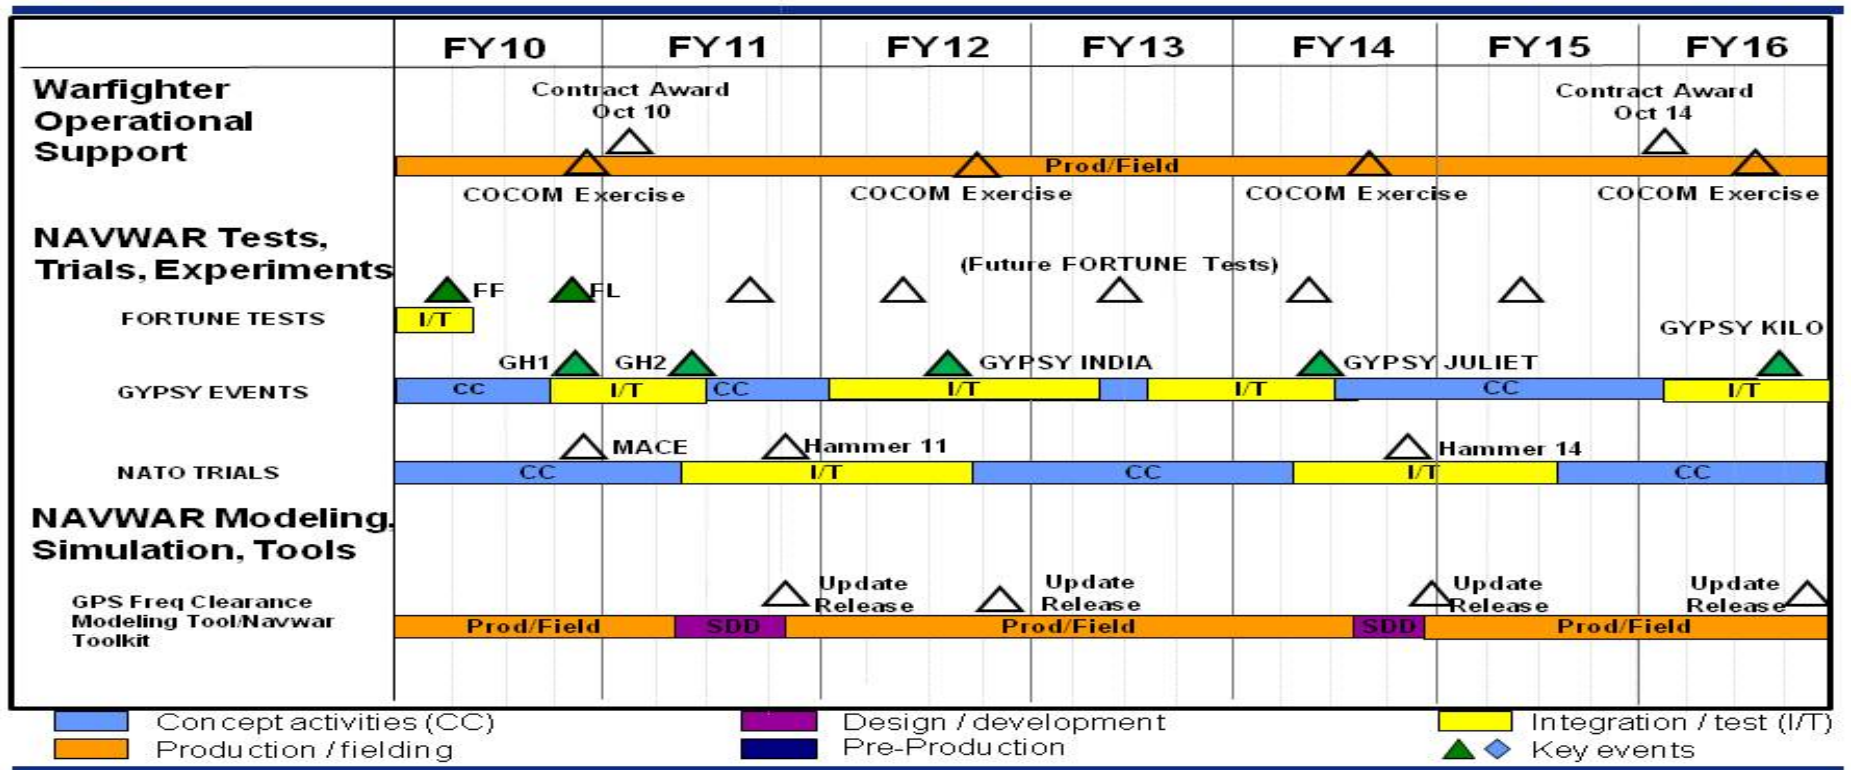 FY10 FY11 FY12 FY13 FY14 FY15 FY16
Warfighter
Operational
Support
Contract Award
Oct 10
Contract Award
Oct 14
Prod/Field
COCOM Exercise COCOM Exercise COCOM Exercise COCOM Exercise
NAVWAR Tests,
Trials, Experiments
(Future FORTUNE Tests)
FF FL
FORTUNE TESTS
I/T
GYPSY KILO
GH1 GH2 GYPSY INDIA GYPSY JULIET
GYPSY EVENTS
CC I/T CC I/T I/T CC I/T
MACE Hammer 11 Hammer 14
NATO TRIALS
CC I/T CC I/T CC
NAVWAR Modeling,
Simulation, Tools
Update
Release
Update
Release
Update
Release
Update
Release
GPS Freq Clearance
Modeling Tool/Navwar
Toolkit
Prod/Field SDD Prod/Field SDD Prod/Field
Concept activities (CC) Design / development Integration / test (I/T)
Production / fielding Pre-Production Key events